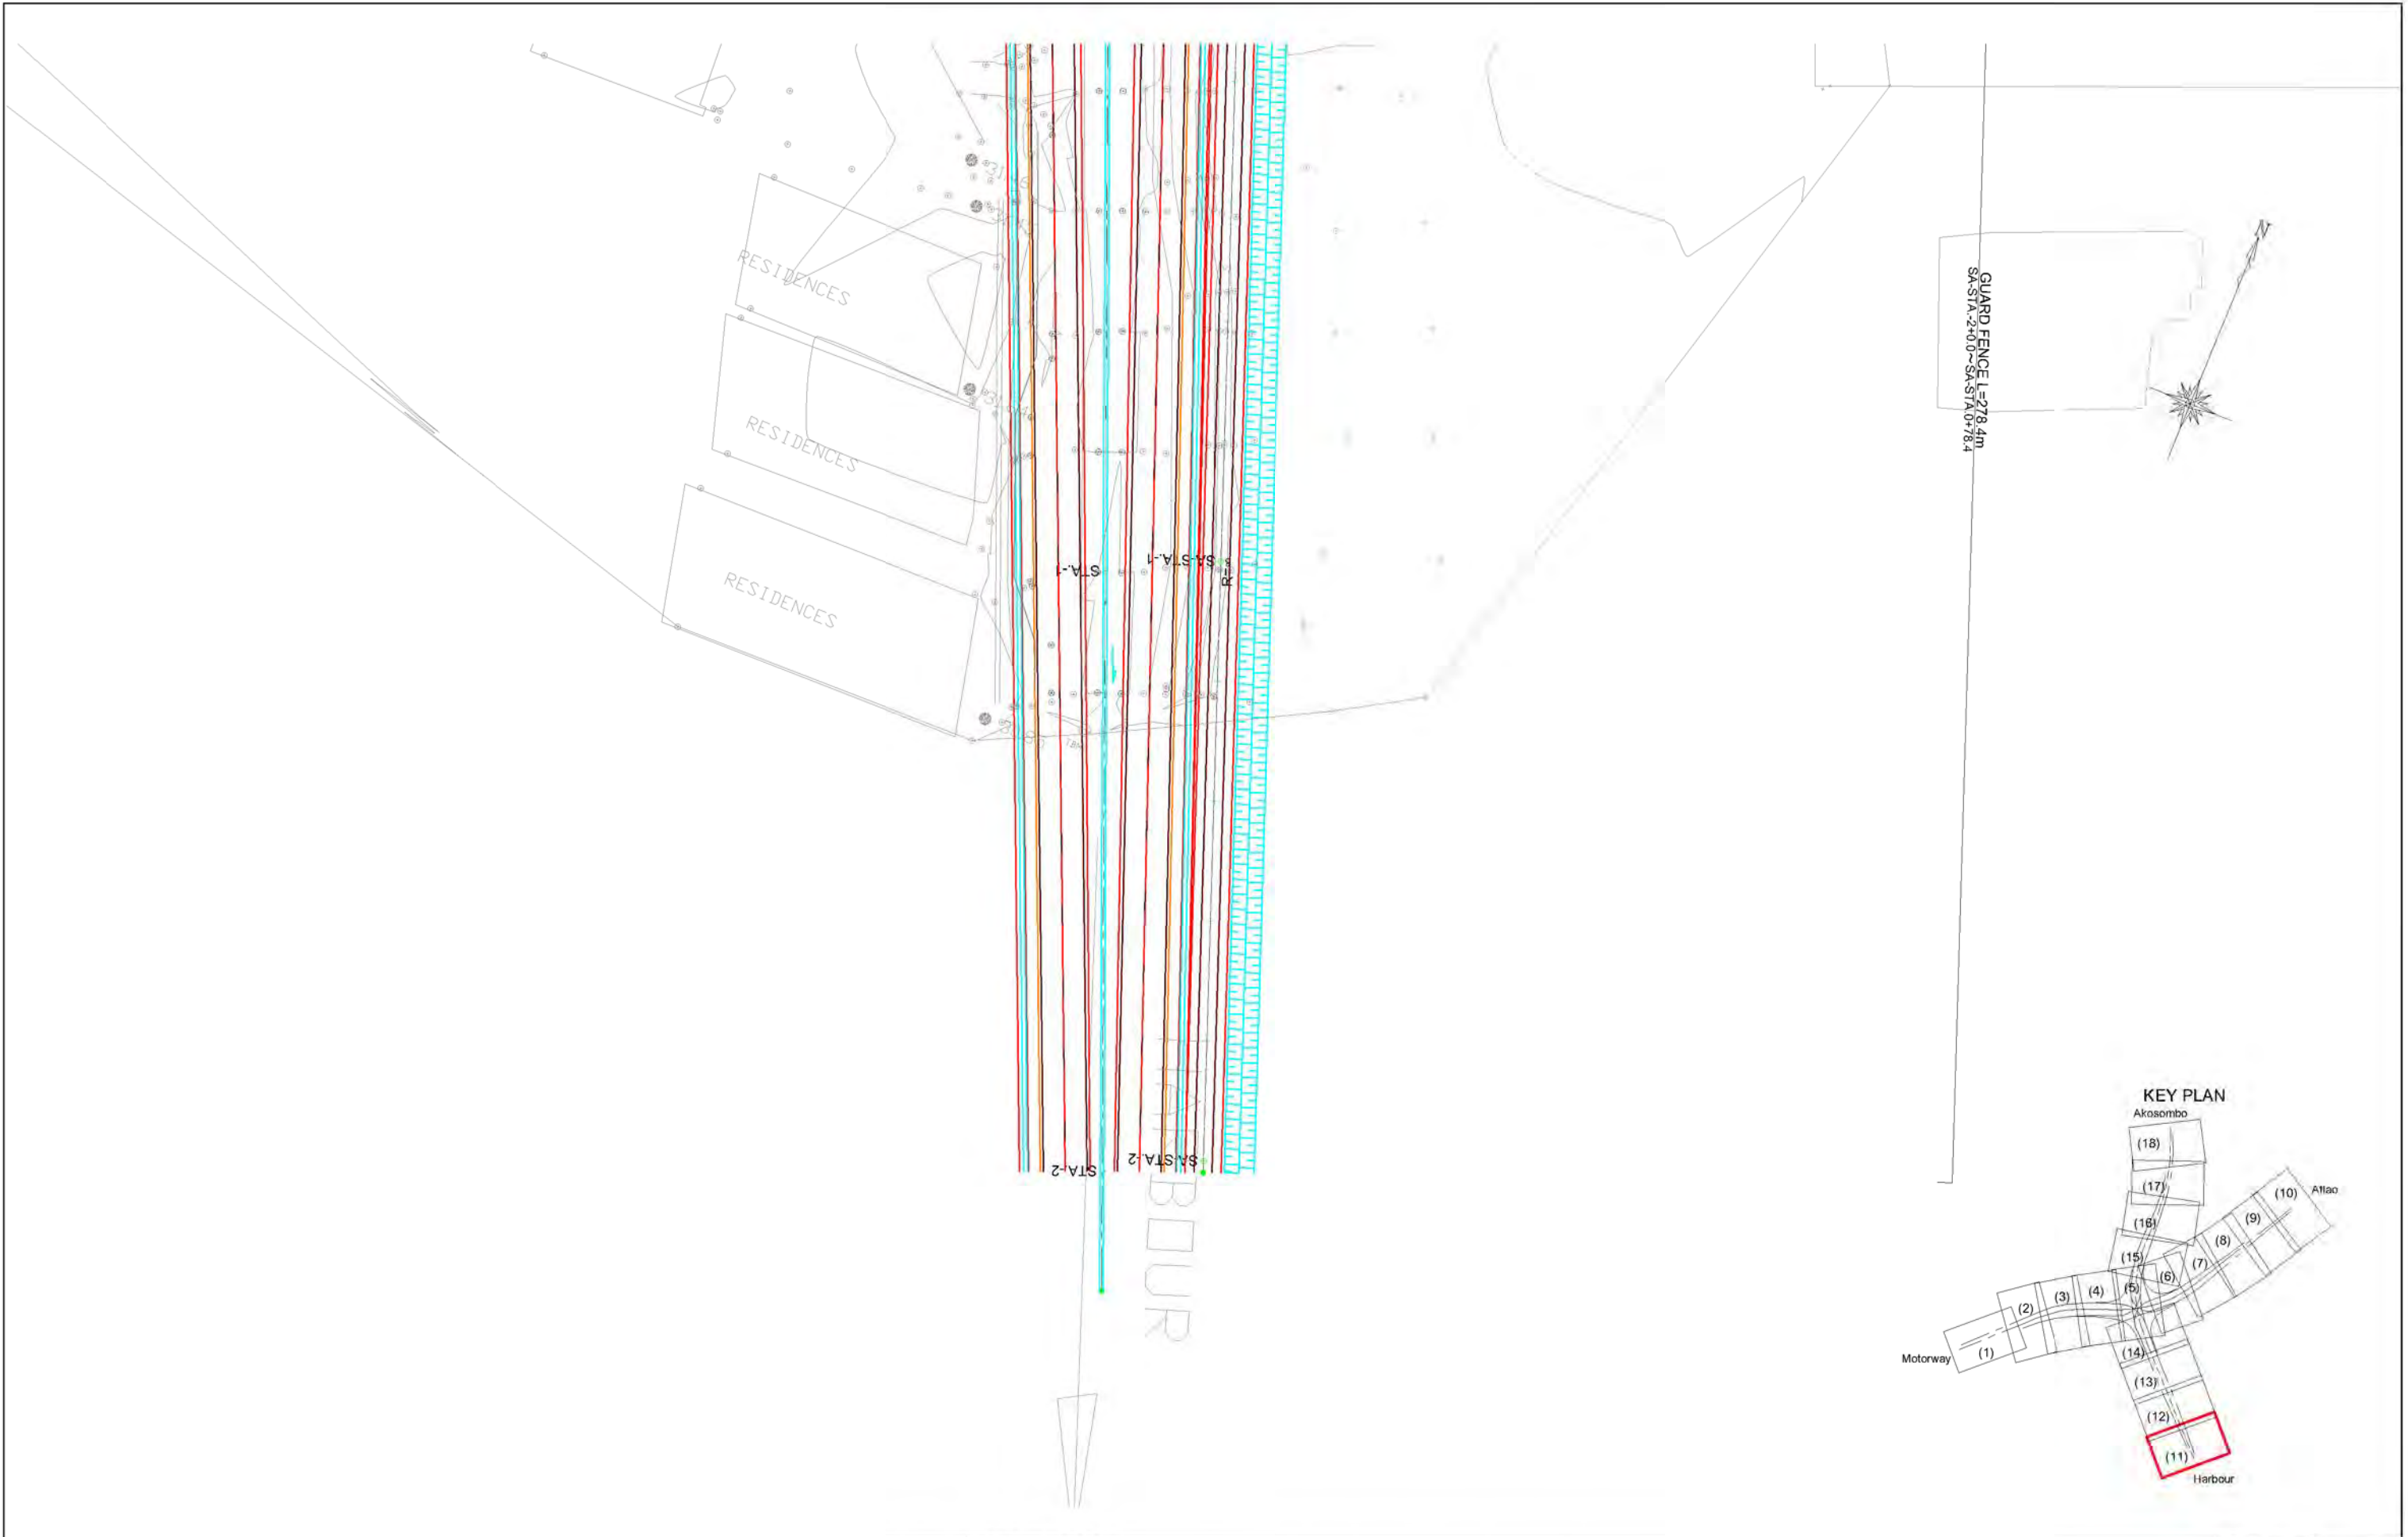 RESIDENCES
RESIDENCES
RESIDENCES
STA.-1
SA-STA.-1
STA.-2
SA-STA.-2
HARBOUR
N
GUARD FENCE L=278.4m
SA-STA.-2+0.0~SA-STA.0+78.4
KEY PLAN
Akosombo
(18)
(17)
(16)
(15)
(10)
Aflao
(9)
(8)
(7)
(6)
(5)
(4)
(3)
(2)
(1)
Motorway
(14)
(13)
(12)
(11)
Harbour